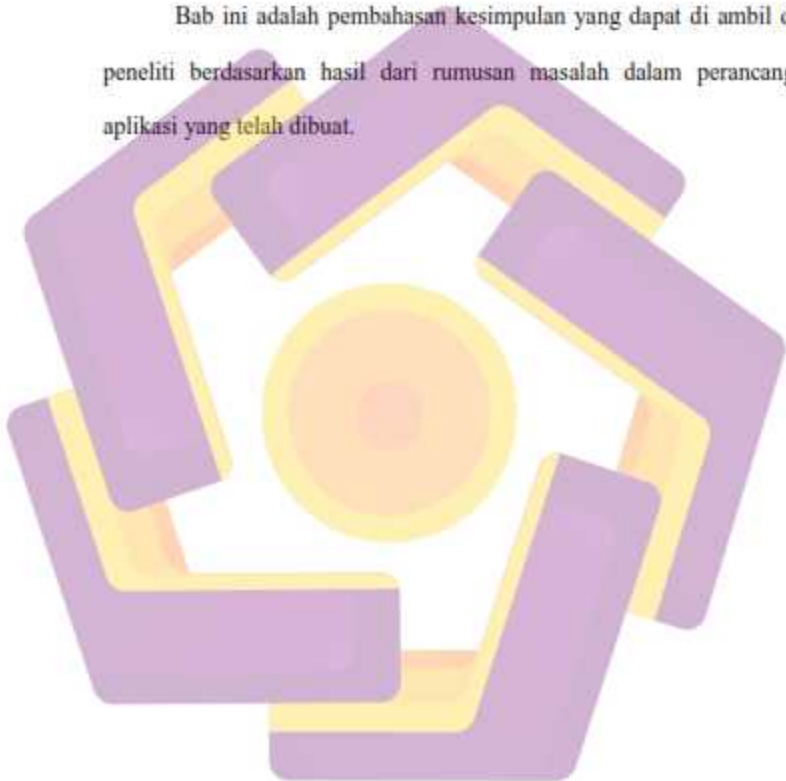 Bab ini adalah pembahasan kesimpulan yang dapat di ambil
peneliti berdasarkan hasil dari rumusan masalah dalam
aplikasi yang telah dibuat.